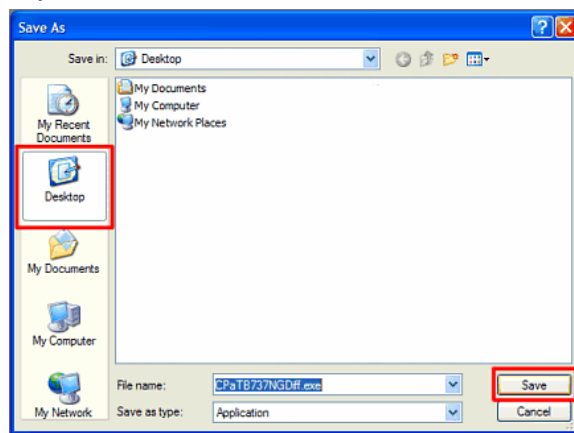 Save As
Save in:
Desktop
My Documents
My Computer
My Network Places
My Recent
Documents
Desktop
My Documents
My Computer
My Network
File name:
CPaTB737NGDiff.exe
Save
Save as type:
Application
Cancel